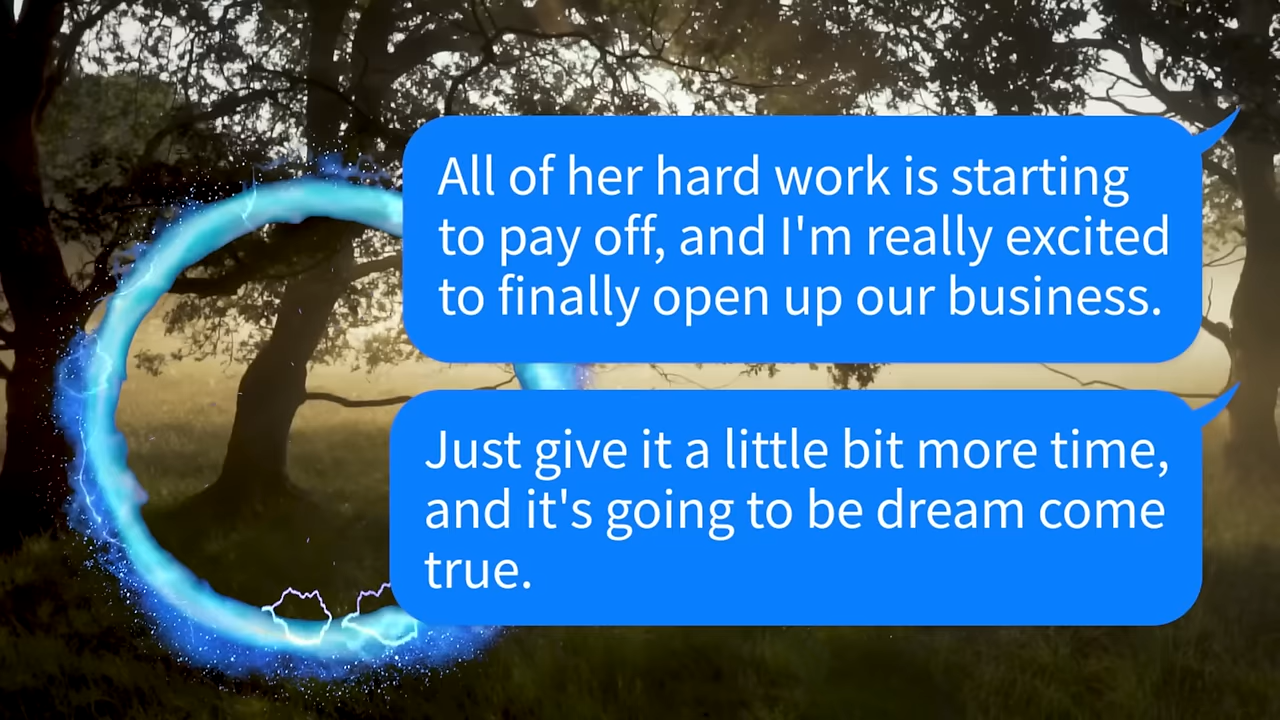 All of her hard work is starting
to pay off, and I'm really excited
to finally open up our business.
Just give it a little bit more time,
and it's going to be dream come
true.